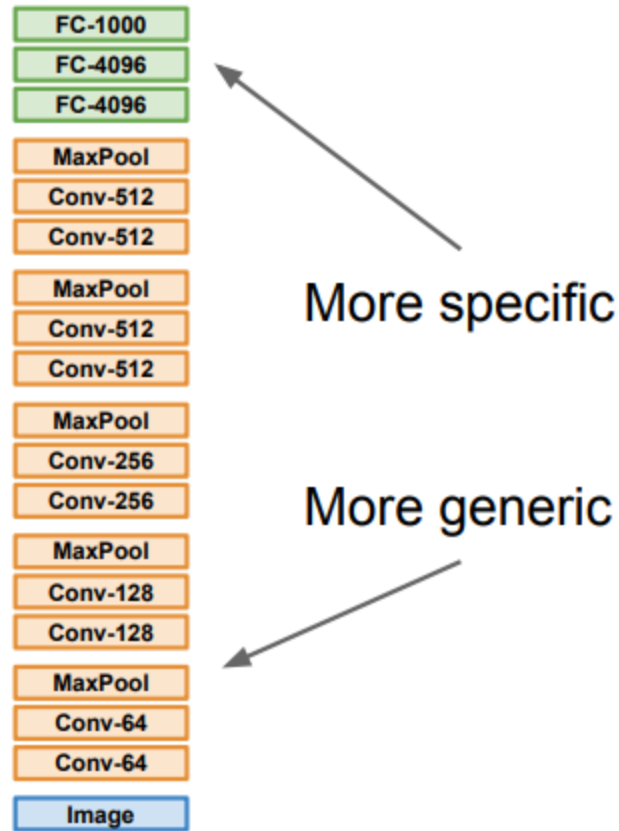 FC-1000
FC-4096
FC-4096
MaxPool
Conv-512
Conv-512
MaxPool
Conv-512
Conv-512
MaxPool
Conv-256
Conv-256
MaxPool
Conv-128
Conv-128
MaxPool
Conv-64
Conv-64
Image
More specific
More generic